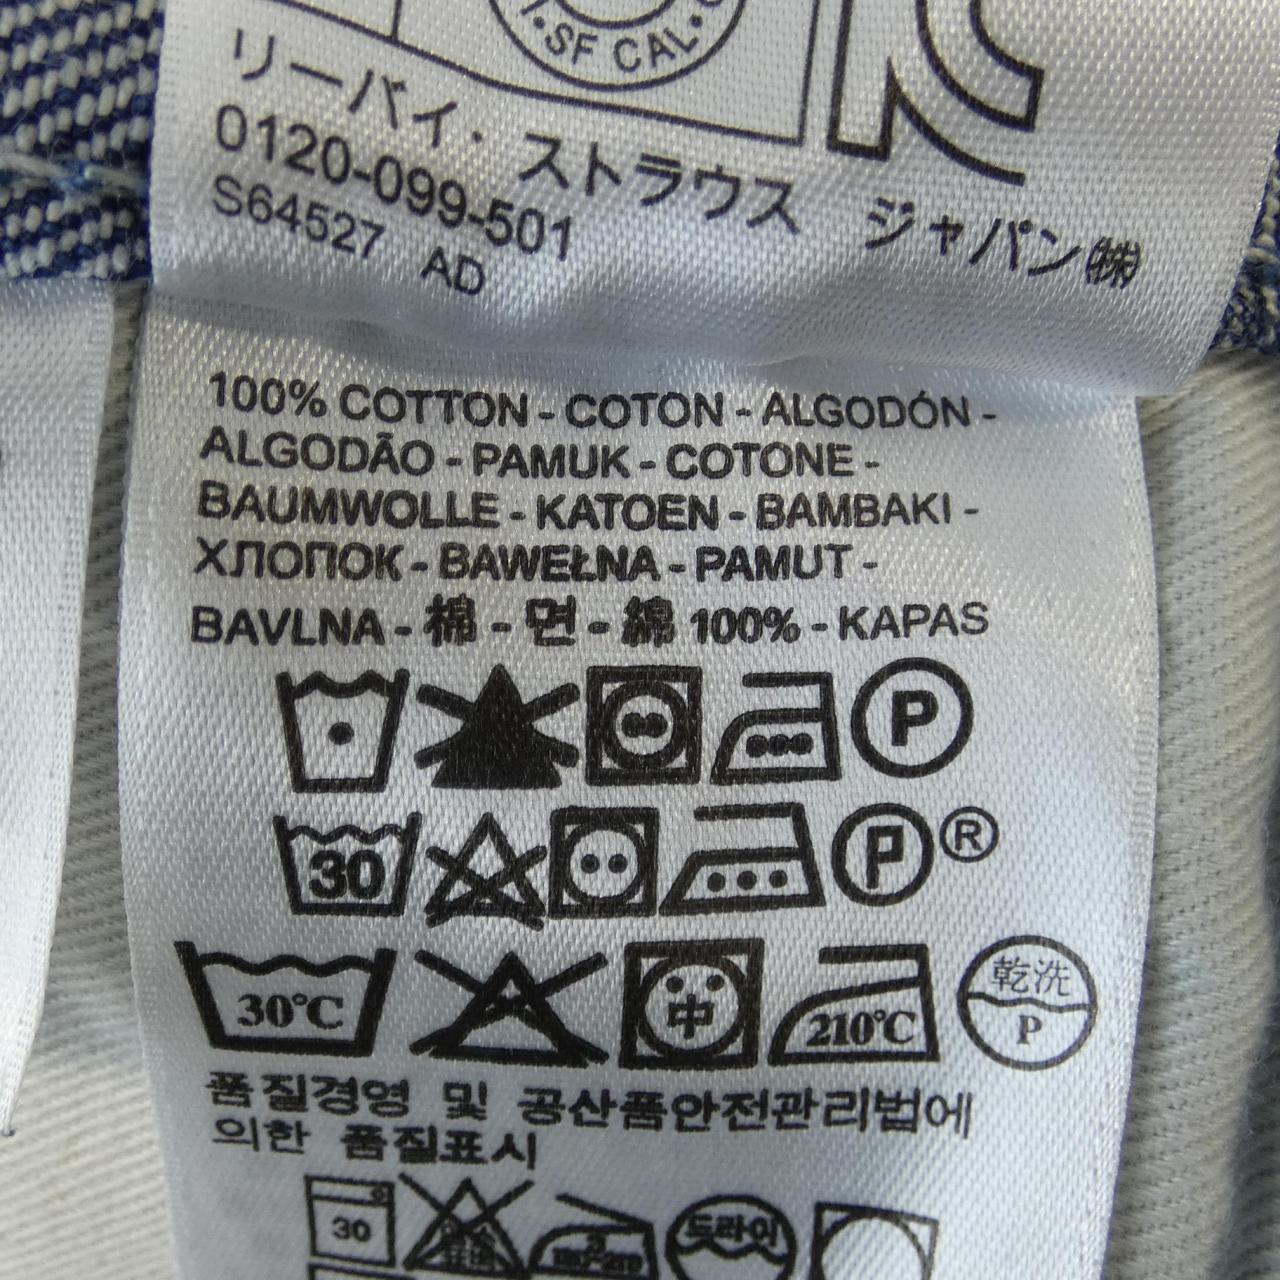 SF CAL
リーバイ・ストラウス ジャパン㈱
0120-099-501
S64527 AD
100% COTTON - COTON - ALGODÓN -
ALGODÃO - PAMUK - COTONE -
BAUMWOLLE - KATOEN - BAMBAKI -
ХЛОПОК - BAWEŁNA - PAMUT -
BAVLNA - 棉 - 면 - 綿 100% - KAPAS
P
30 P ®
30℃ 中 210℃ 乾洗 P
품질경영 및 공산품안전관리법에
의한 품질표시
30 드라이